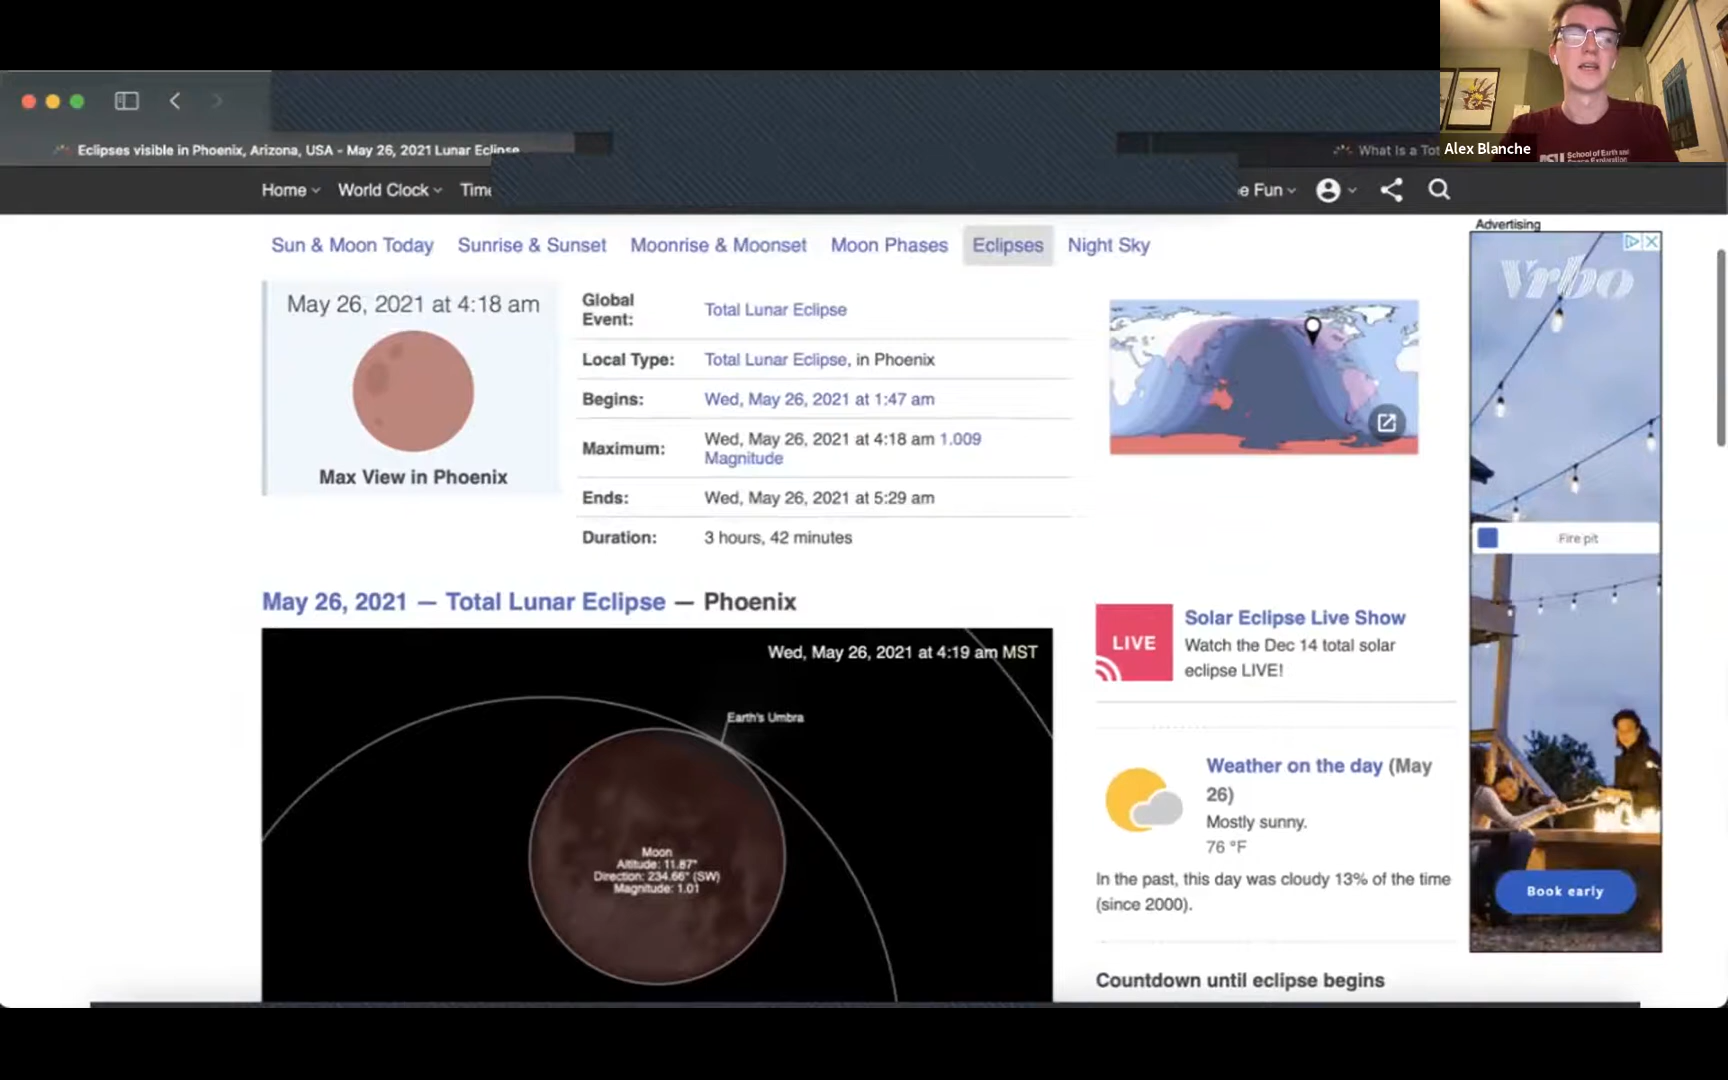 Eclipses visible in Phoenix, Arizona, USA - May 26, 2021 Lunar Eclipse
What Is a Tot
Alex Blanche
School of Earth and
Home
World Clock
Time
e Fun
Sun & Moon Today
Sunrise & Sunset
Moonrise & Moonset
Moon Phases
Eclipses
Night Sky
Advertising
Vrbo
May 26, 2021 at 4:18 am
Max View in Phoenix
Global
Event:
Total Lunar Eclipse
Local Type:
Total Lunar Eclipse, in Phoenix
Begins:
Wed, May 26, 2021 at 1:47 am
Maximum:
Wed, May 26, 2021 at 4:18 am 1.009
Magnitude
Ends:
Wed, May 26, 2021 at 5:29 am
Duration:
3 hours, 42 minutes
Fire pit
May 26, 2021 — Total Lunar Eclipse — Phoenix
Wed, May 26, 2021 at 4:19 am MST
Earth's Umbra
Moon
Altitude: 11.87°
Direction: 234.66° (SW)
Magnitude: 1.01
LIVE
Solar Eclipse Live Show
Watch the Dec 14 total solar
eclipse LIVE!
Weather on the day (May
26)
Mostly sunny.
76 °F
In the past, this day was cloudy 13% of the time
(since 2000).
Book early
Countdown until eclipse begins